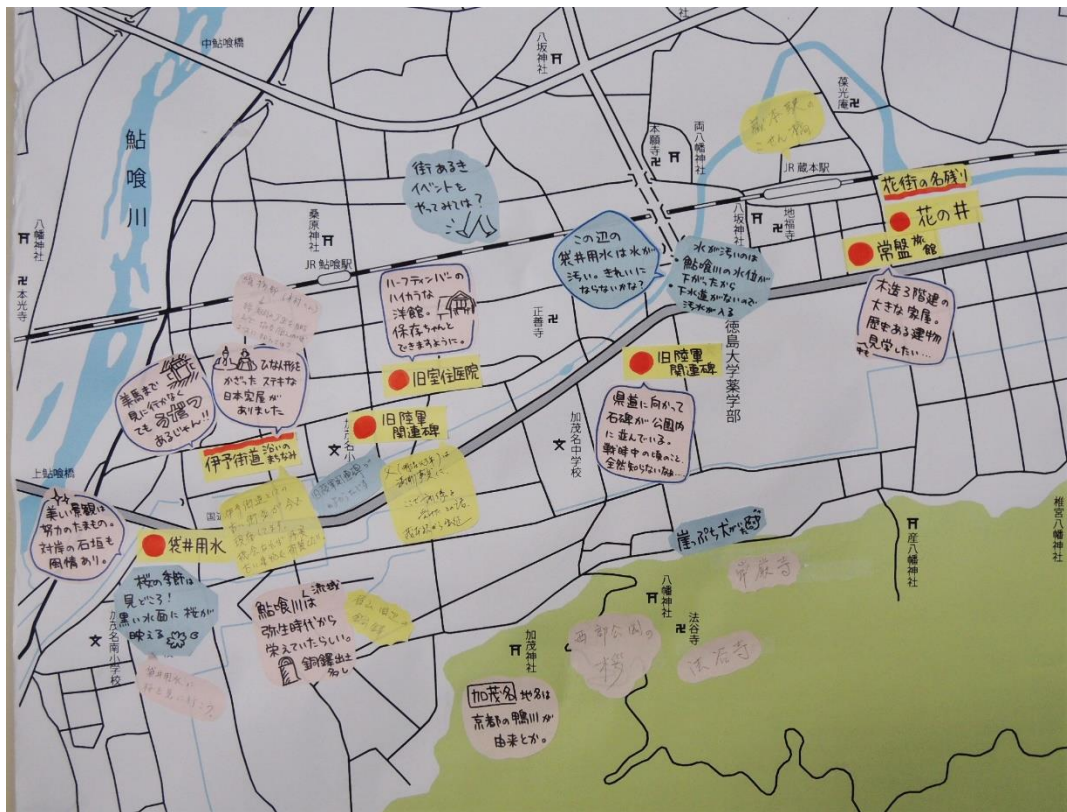 中鮎喰橋
鮎喰川
八幡神社
本光寺
桑原神社
JR 鮎喰駅
街あるき
イベントを
やってみては?
八坂神社
本願寺
両八幡神社
葆光庵
蔵本駅の
JR 蔵本駅
八坂神社
地福寺
花街の名残り
花の井
常盤旅館
木造3階建の
大きな家屋。
歴史ある建物
見学したい…
この辺の
袋井用水は水が
汚い。きれいに
ならないかな?
水が汚いのは
・鮎喰川の水位が
下がったから
・下水道がないので
汚水が入る
徳島大学薬学部
ハーフティンバーの
ハイカラな
洋館。
保存ちゃんと
できますように。
正善寺
旧室住医院
旧陸軍
関連碑
県道に向かって
石碑が公園内
に並んでいる。
戦時中の頃のこと、
全然知らないなぁ…
加茂名中学校
旧陸軍
関連碑
加茂名小
ひな人形を
かざった ステキな
日本家屋が
ありました
美馬まで
見に行かなく
ても うだつ
あるじゃん!!
伊予街道沿いの
まちなみ
上鮎喰橋
美しい景観は
努力のたまもの。
対岸の石垣も
風情あり。
袋井用水
桜の季節は
見どころ!
黒い水面に桜が
映える
加茂名南小学校
鮎喰川流域は
弥生時代から
栄えていたらしい。
銅鐸出土
多し
加茂神社
加茂名 地名は
京都の鴨川が
由来とか。
西部公園の
桜
八幡神社
法谷寺
法谷寺
崖っぷち犬がいた
産八幡神社
椎宮八幡神社